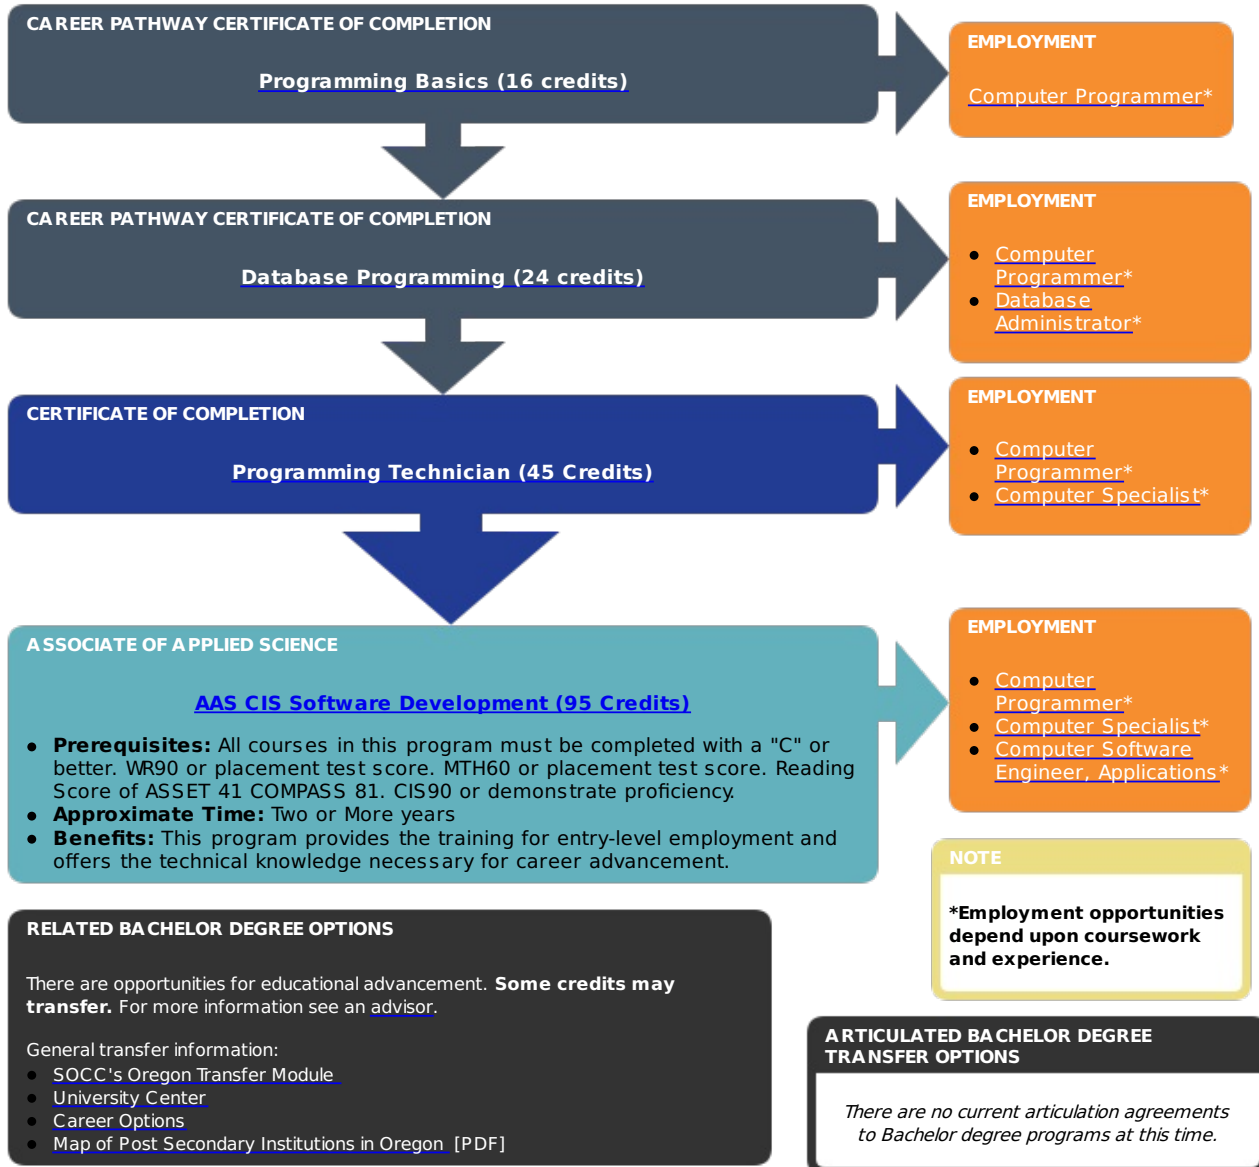 CAREER PATHWAY CERTIFICATE OF COMPLETION
Programming Basics (16 credits)
EMPLOYMENT
Computer Programmer*
CAREER PATHWAY CERTIFICATE OF COMPLETION
Database Programming (24 credits)
EMPLOYMENT
Computer
Programmer*
Database
Administrator*
CERTIFICATE OF COMPLETION
Programming Technician (45 Credits)
EMPLOYMENT
Computer
Programmer*
Computer Specialist*
ASSOCIATE OF APPLIED SCIENCE
AAS CIS Software Development (95 Credits)
Prerequisites: All courses in this program must be completed with a "C" or
better. WR90 or placement test score. MTH60 or placement test score. Reading
Score of ASSET 41 COMPASS 81. CIS90 or demonstrate proficiency.
Approximate Time: Two or More years
Benefits: This program provides the training for entry-level employment and
offers the technical knowledge necessary for career advancement.
EMPLOYMENT
Computer
Programmer*
Computer Specialist*
Computer Software
Engineer, Applications*
NOTE
*Employment opportunities
depend upon coursework
and experience.
RELATED BACHELOR DEGREE OPTIONS
There are opportunities for educational advancement. Some credits may
transfer. For more information see an advisor.
General transfer information:
SOCC's Oregon Transfer Module
University Center
Career Options
Map of Post Secondary Institutions in Oregon [PDF]
ARTICULATED BACHELOR DEGREE
TRANSFER OPTIONS
There are no current articulation agreements
to Bachelor degree programs at this time.